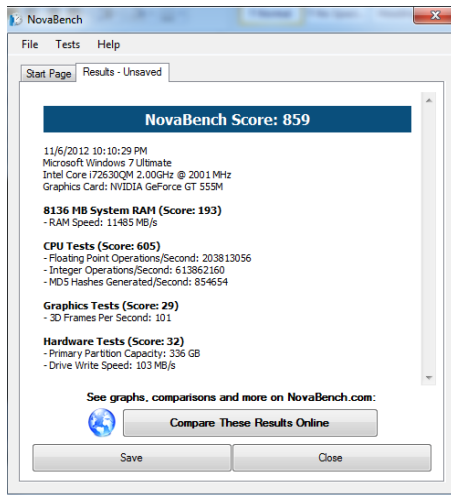 NovaBench
File Tests Help
Start Page Results - Unsaved
NovaBench Score: 859
11/6/2012 10:10:29 PM
Microsoft Windows 7 Ultimate
Intel Core i72630QM 2.00GHz @ 2001 MHz
Graphics Card: NVIDIA GeForce GT 555M
8136 MB System RAM (Score: 193)
- RAM Speed: 11485 MB/s
CPU Tests (Score: 605)
- Floating Point Operations/Second: 203813056
- Integer Operations/Second: 613862160
- MD5 Hashes Generated/Second: 854654
Graphics Tests (Score: 29)
- 3D Frames Per Second: 101
Hardware Tests (Score: 32)
- Primary Partition Capacity: 336 GB
- Drive Write Speed: 103 MB/s
See graphs, comparisons and more on NovaBench.com:
Compare These Results Online
Save Close